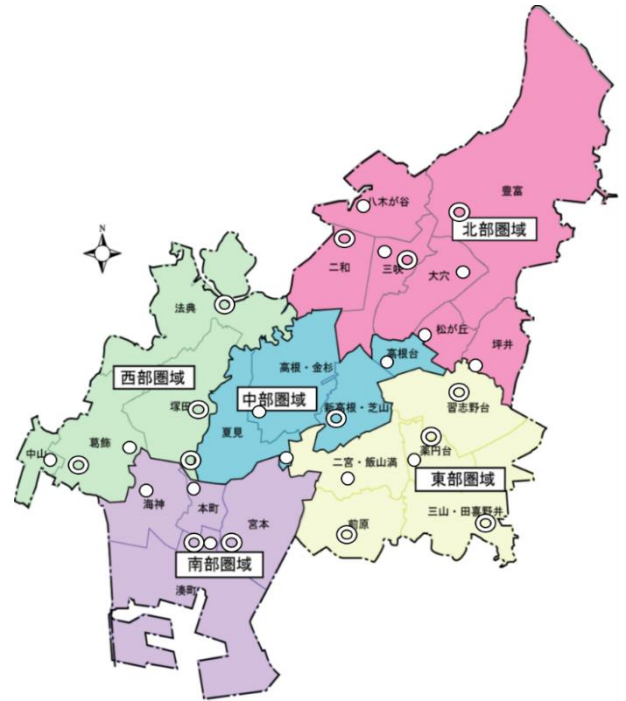 豊富
八木が谷
北部圏域
二和
三咲
大穴
N
法典
松が丘
坪井
高根台
高根・金杉
西部圏域
中部圏域
習志野台
塚田
新高根・芝山
夏見
薬円台
中山
葛飾
二宮・飯山満
東部圏域
海神
本町
宮本
前原
三山・田喜野井
南部圏域
湊町